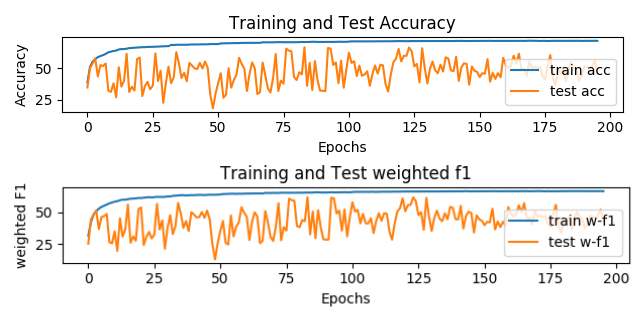 Training and Test Accuracy
Accuracy
50
25
train acc
test acc
0 25 50 75 100 125 150 175 200
Epochs
Training and Test weighted f1
weighted F1
50
25
train w-f1
test w-f1
0 25 50 75 100 125 150 175 200
Epochs